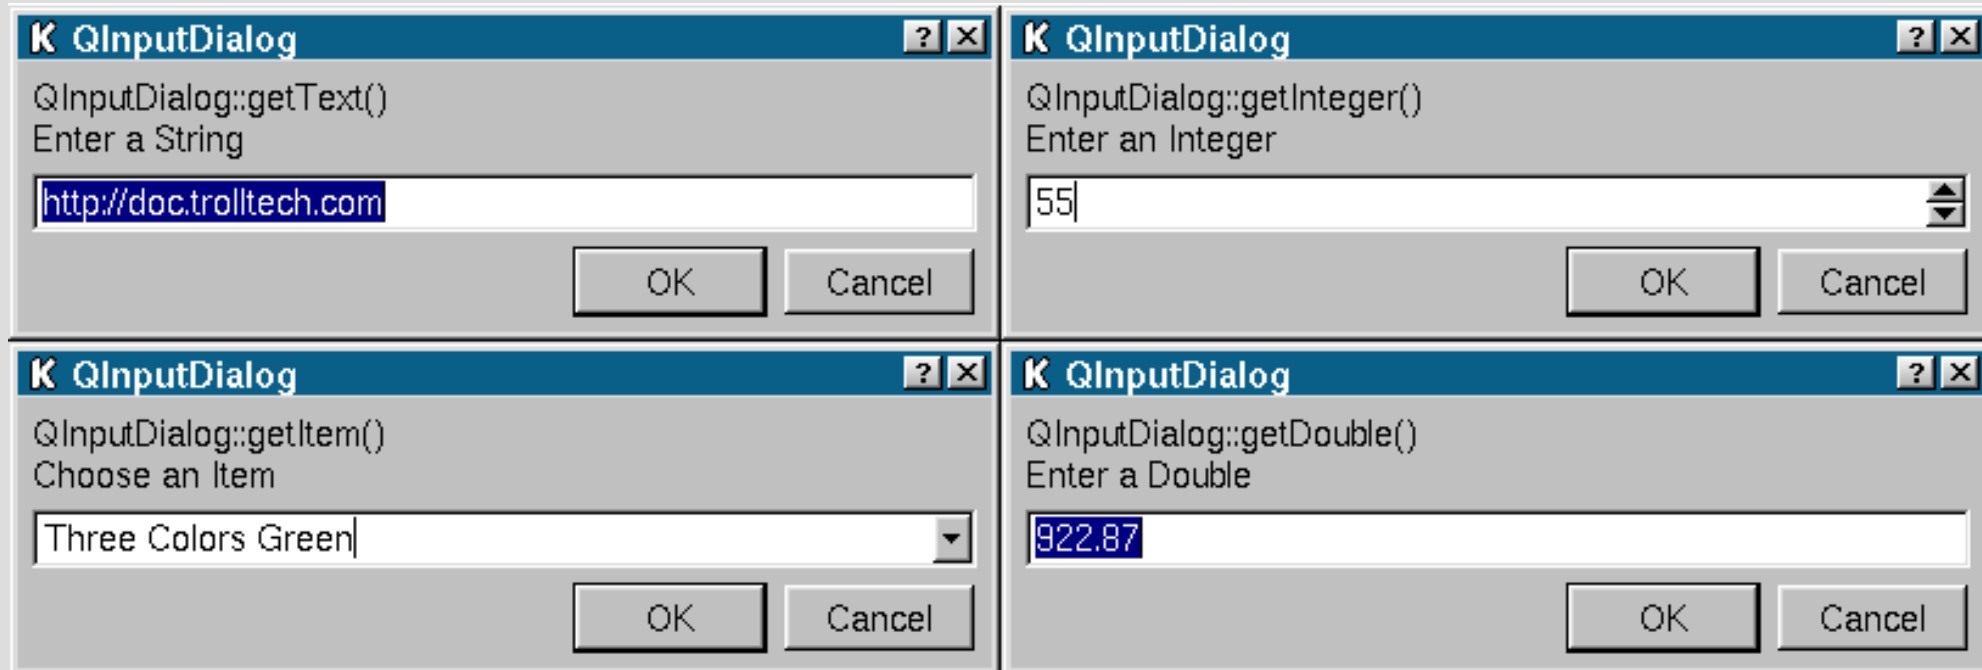 K QInputDialog
QInputDialog::getText()
Enter a String
http://doc.trolltech.com
OK Cancel
K QInputDialog
QInputDialog::getInteger()
Enter an Integer
55
OK Cancel
K QInputDialog
QInputDialog::getItem()
Choose an Item
Three Colors Green
OK Cancel
K QInputDialog
QInputDialog::getDouble()
Enter a Double
922.87
OK Cancel